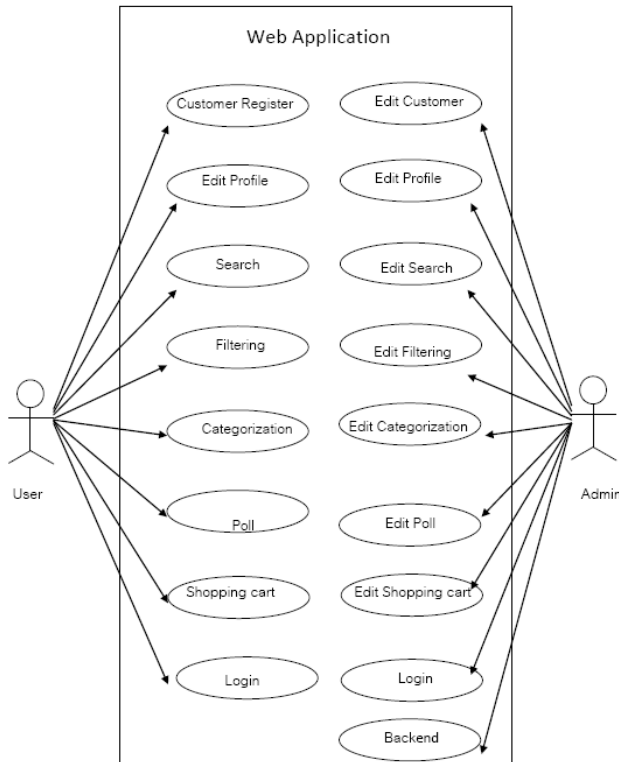 Web Application
Customer Register
Edit Customer
Edit Profile
Edit Profile
Search
Edit Search
Filtering
Edit Filtering
Categorization
Edit Categorization
User
Admin
Poll
Edit Poll
Shopping cart
Edit Shopping cart
Login
Login
Backend